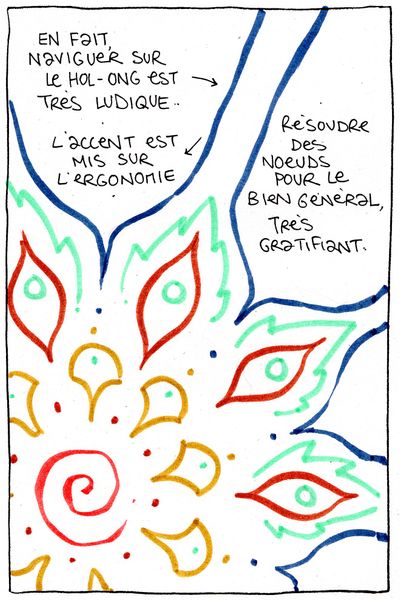 EN FAIT,
NAVIGUER SUR
LE HOL-ONG EST
TRÈS LUDIQUE..
L'ACCENT EST
MIS SUR
L'ERGONOMIE
RÉSOUDRE
DES
NOEUDS
POUR LE
BIEN GÉNÉRAL,
TRÈS
GRATIFIANT.